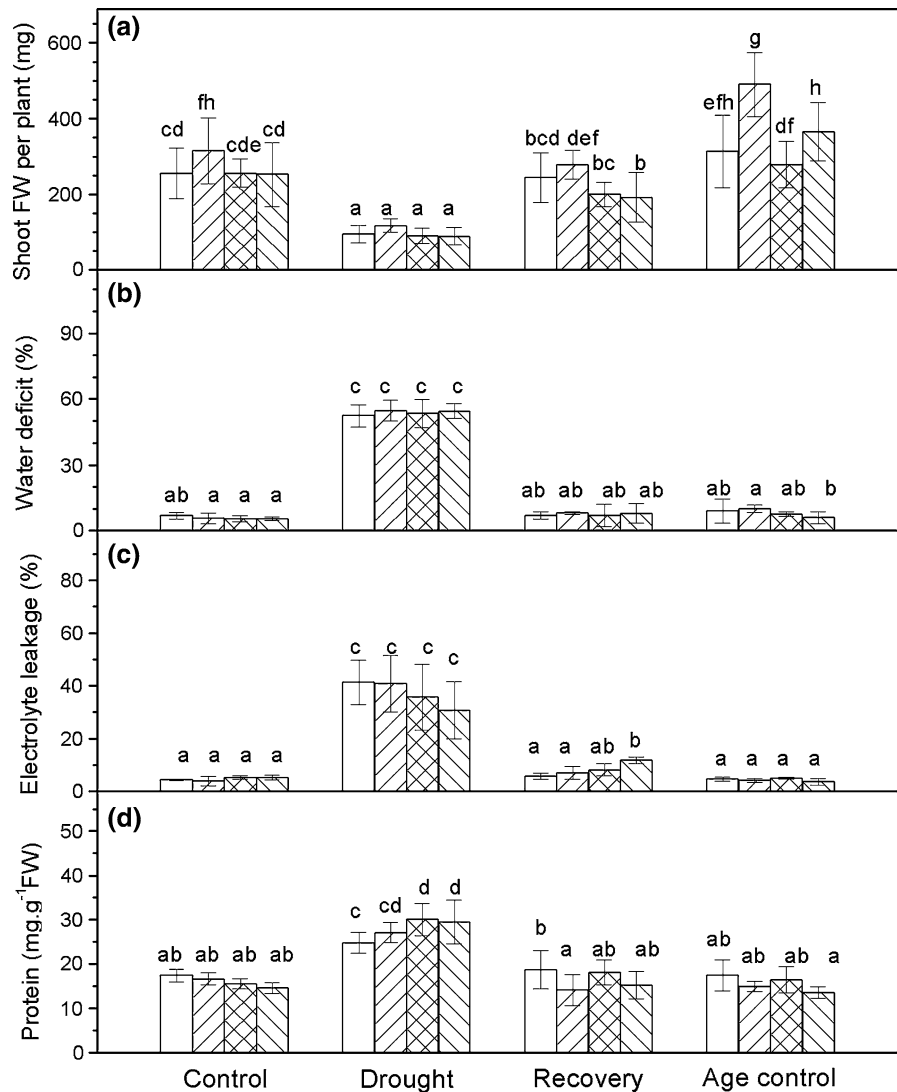 (a)
Shoot FW per plant (mg)
600
400
200
0
cd fh cde cd
a a a a
bcd def bc b
efh g df h
(b)
Water deficit (%)
90
60
30
0
ab a a a
c c c c
ab ab ab ab
ab a ab b
(c)
Electrolyte leakage (%)
80
60
40
20
0
a a a a
c c c c
a a ab b
a a a a
(d)
Protein (mg.g⁻¹FW)
50
40
30
20
10
0
ab ab ab ab
c cd d d
b a ab ab
ab ab ab a
Control Drought Recovery Age control